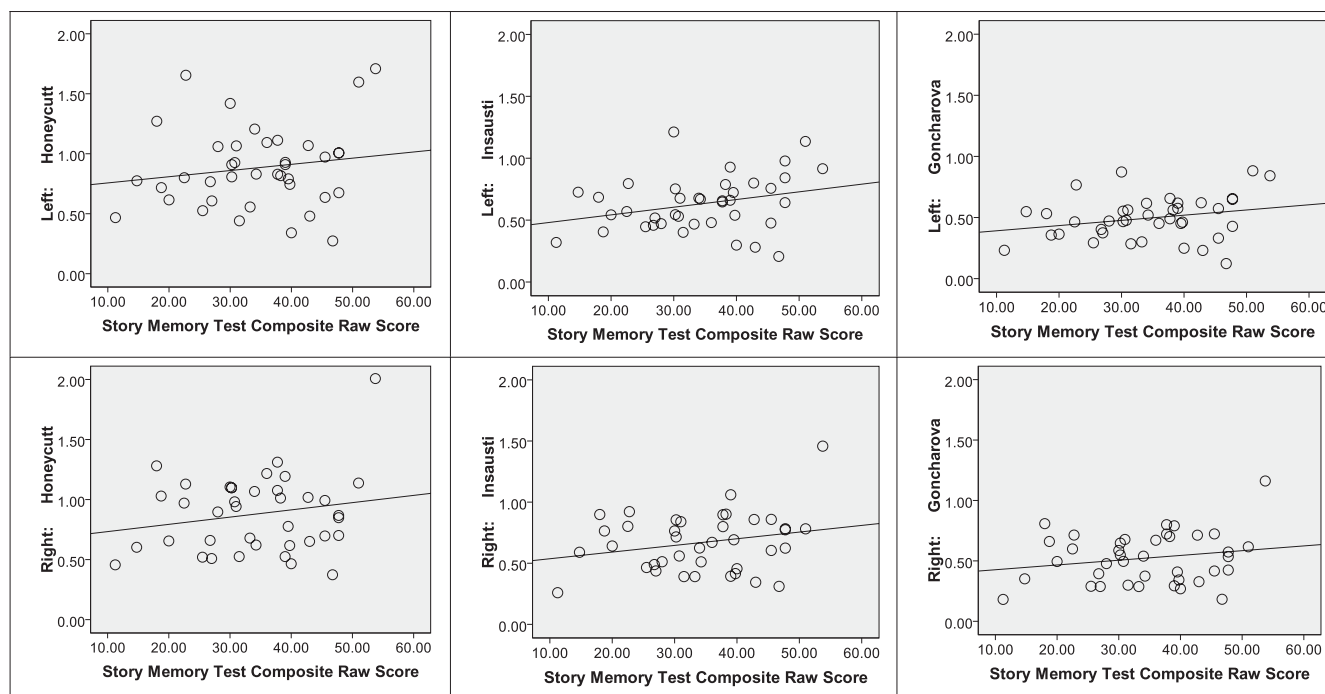 Left: Honeycutt
2.00
1.50
1.00
0.50
0.00
10.00 20.00 30.00 40.00 50.00 60.00
Story Memory Test Composite Raw Score
Left: Insausti
2.00
1.50
1.00
0.50
0.00
10.00 20.00 30.00 40.00 50.00 60.00
Story Memory Test Composite Raw Score
Left: Goncharova
2.00
1.50
1.00
0.50
0.00
10.00 20.00 30.00 40.00 50.00 60.00
Story Memory Test Composite Raw Score
Right: Honeycutt
2.00
1.50
1.00
0.50
0.00
10.00 20.00 30.00 40.00 50.00 60.00
Story Memory Test Composite Raw Score
Right: Insausti
2.00
1.50
1.00
0.50
0.00
10.00 20.00 30.00 40.00 50.00 60.00
Story Memory Test Composite Raw Score
Right: Goncharova
2.00
1.50
1.00
0.50
0.00
10.00 20.00 30.00 40.00 50.00 60.00
Story Memory Test Composite Raw Score